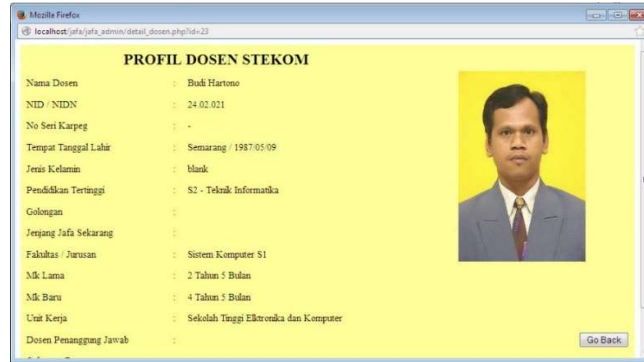 Mozilla Firefox
localhost/jafa/jafa_admin/detail_dosen.php?id=23
PROFIL DOSEN STEKOM
Nama Dosen : Budi Hartono
NID / NIDN : 24.02.021
No Seri Karpeg : -
Tempat Tanggal Lahir : Semarang / 1987/05/09
Jenis Kelamin : blank
Pendidikan Tertinggi : S2 - Teknik Informatika
Golongan :
Jenjang Jafa Sekarang :
Fakultas / Jurusan : Sistem Komputer S1
Mk Lama : 2 Tahun 5 Bulan
Mk Baru : 4 Tahun 5 Bulan
Unit Kerja : Sekolah Tinggi Elktronika dan Komputer
Dosen Penanggung Jawab :
Go Back